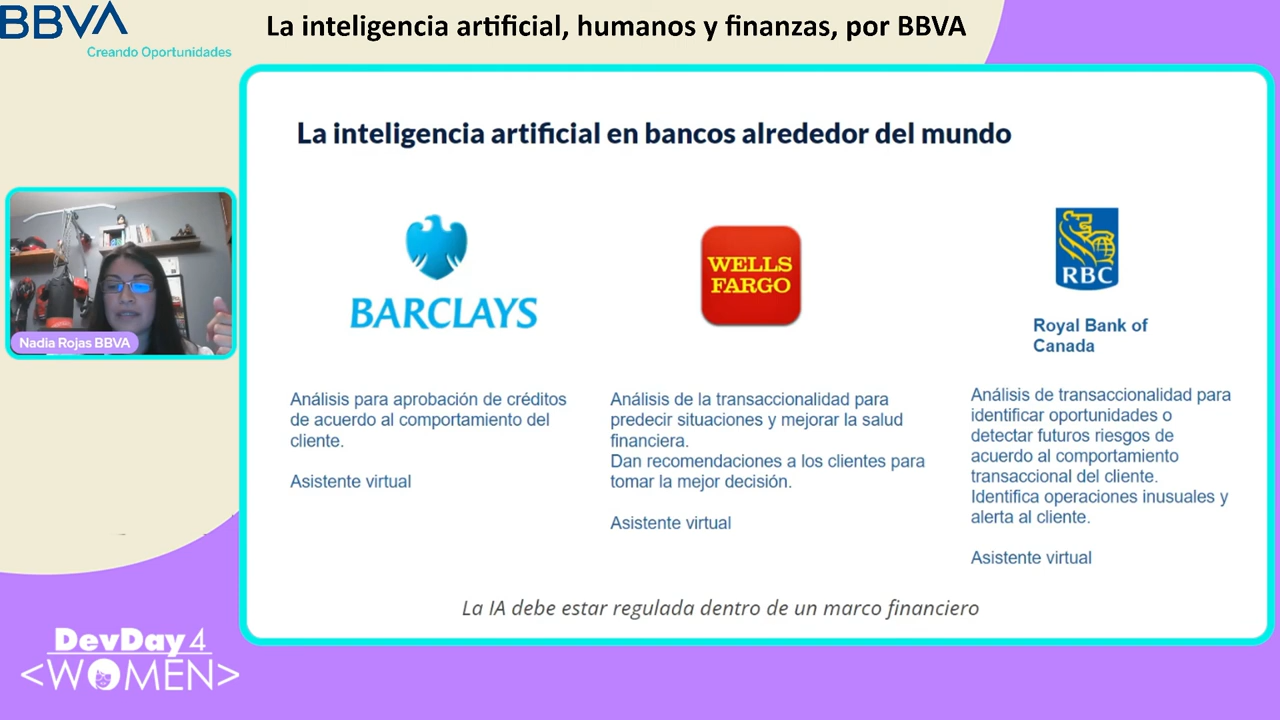 BBVA
Creando Oportunidades
La inteligencia artificial, humanos y finanzas, por BBVA
La inteligencia artificial en bancos alrededor del mundo
Nadia Rojas BBVA
BARCLAYS
Análisis para aprobación de créditos
de acuerdo al comportamiento del
cliente.
Asistente virtual
WELLS
FARGO
Análisis de la transaccionalidad para
predecir situaciones y mejorar la salud
financiera.
Dan recomendaciones a los clientes para
tomar la mejor decisión.
Asistente virtual
RBC
Royal Bank of
Canada
Análisis de transaccionalidad para
identificar oportunidades o
detectar futuros riesgos de
acuerdo al comportamiento
transaccional del cliente.
Identifica operaciones inusuales y
alerta al cliente.
Asistente virtual
La IA debe estar regulada dentro de un marco financiero
DevDay 4
<WOMEN>